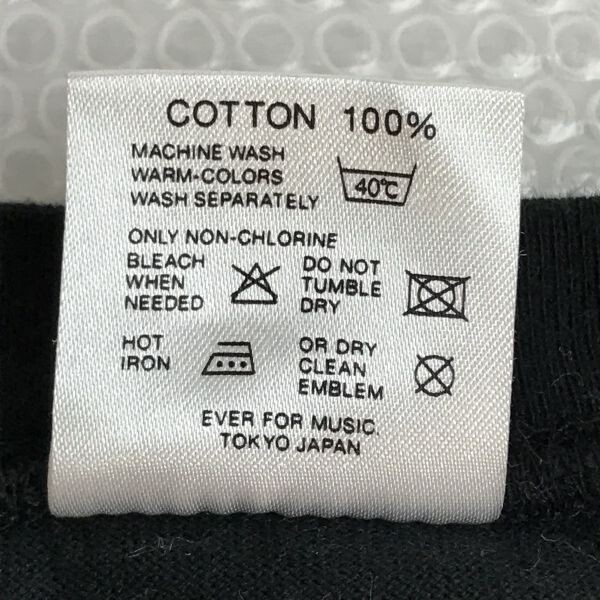 COTTON 100%
MACHINE WASH
WARM-COLORS
WASH SEPARATELY
40℃
ONLY NON-CHLORINE
BLEACH
WHEN
NEEDED
DO NOT
TUMBLE
DRY
HOT
IRON
OR DRY
CLEAN
EMBLEM
EVER FOR MUSIC.
TOKYO JAPAN